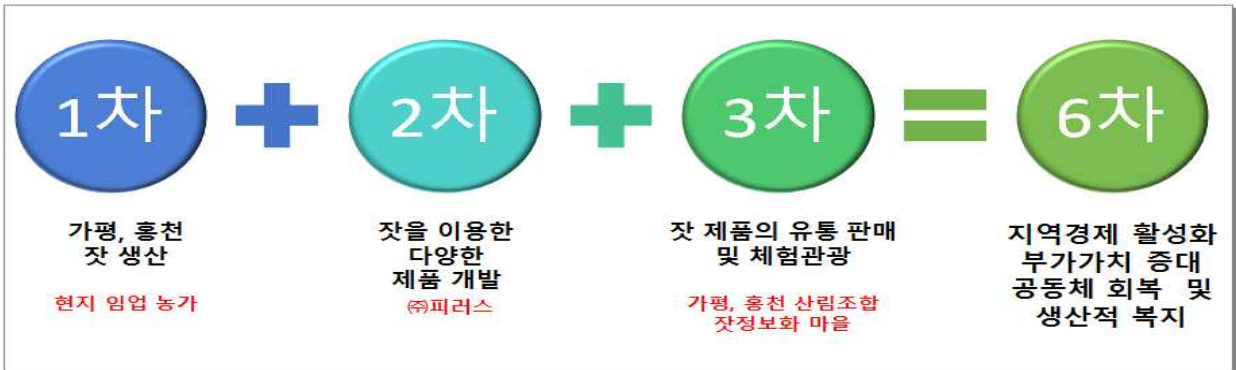 1차
2차
3차
6차
가평, 홍천
잣 생산
현지 임업 농가
잣을 이용한
다양한
제품 개발
㈜피러스
잣 제품의 유통 판매
및 체험관광
가평, 홍천 산림조합
잣정보화 마을
지역경제 활성화
부가가치 증대
공동체 회복 및
생산적 복지